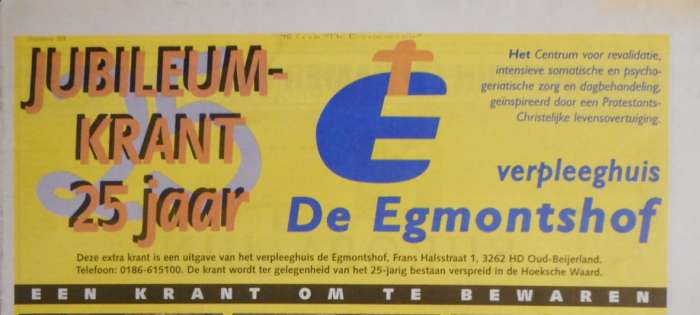 JUBILEUM-
KRANT
25 jaar
Het Centrum voor revalidatie,
intensieve somatische en psycho-
geriatische zorg en dagbehandeling,
geïnspireerd door een Protestants-
Christelijke levensovertuiging.
verpleeghuis
De Egmontshof
Deze extra krant is een uitgave van het verpleeghuis de Egmontshof, Frans Halsstraat 1, 3262 HD Oud-Beijerland.
Telefoon: 0186-615100. De krant wordt ter gelegenheid van het 25-jarig bestaan verspreid in de Hoeksche Waard.
EEN KRANT OM TE BEWAREN